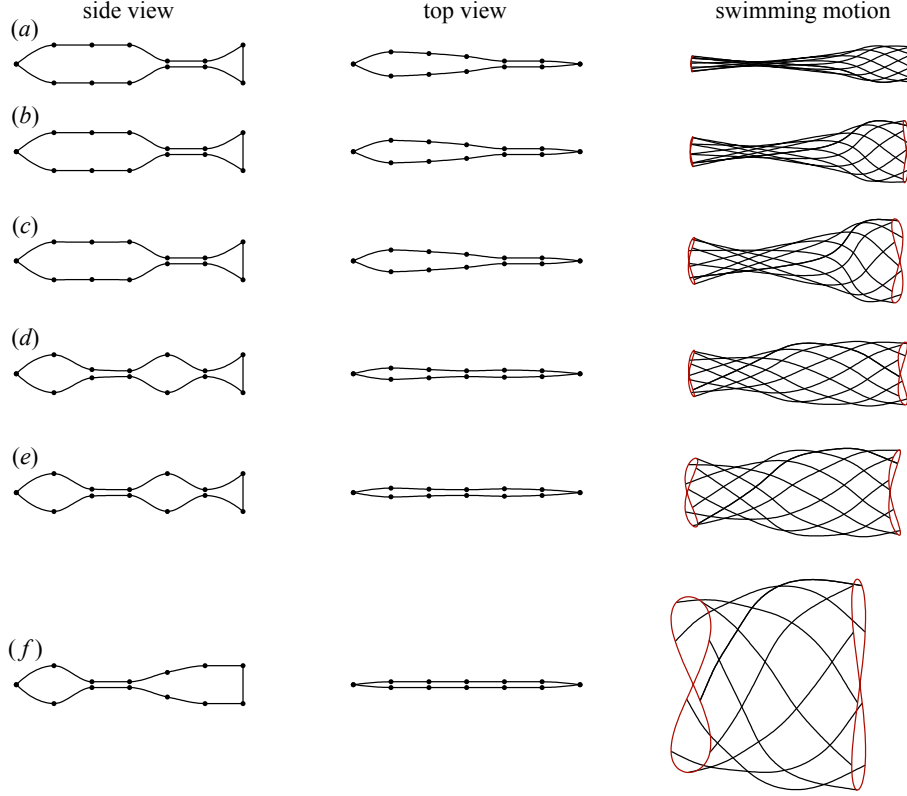 side view top view swimming motion
(a)
(b)
(c)
(d)
(e)
(f)